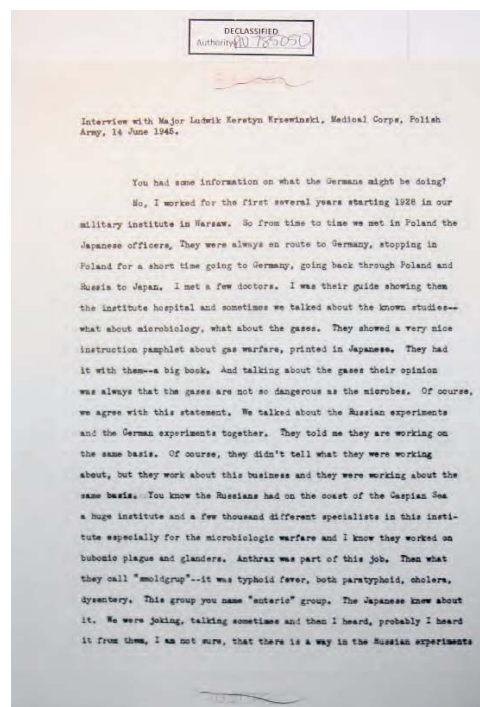 DECLASSIFIED
Authority NND 785050
Interview with Major Ludwik Kerstyn Krzewinski, Medical Corps, Polish
Army, 14 June 1945.
You had some information on what the Germans might be doing?
No, I worked for the first several years starting 1928 in our
military institute in Warsaw. So from time to time we met in Poland the
Japanese officers, They were always en route to Germany, stopping in
Poland for a short time going to Germany, going back through Poland and
Russia to Japan. I met a few doctors. I was their guide showing them
the institute hospital and sometimes we talked about the known studies--
what about microbiology, what about the gases. They showed a very nice
instruction pamphlet about gas warfare, printed in Japanese. They had
it with them--a big book. And talking about the gases their opinion
was always that the gases are not so dangerous as the microbes. Of course,
we agree with this statement. We talked about the Russian experiments
and the German experiments together. They told me they are working on
the same basis. Of course, they didn't tell what they were working
about, but they work about this business and they were working about the
same basis. You know the Russians had on the coast of the Caspian Sea
a huge institute and a few thousand different specialists in this insti-
tute especially for the microbiologic warfare and I know they worked on
bubonic plague and glanders. Anthrax was part of this job. Then what
they call "smoldgrup"--it was typhoid fever, both paratyphoid, cholera,
dysentery. This group you name "enteric" group. The Japanese knew about
it. We were joking, talking sometimes and then I heard, probably I heard
it from them, I am not sure, that there is a way in the Russian experiments